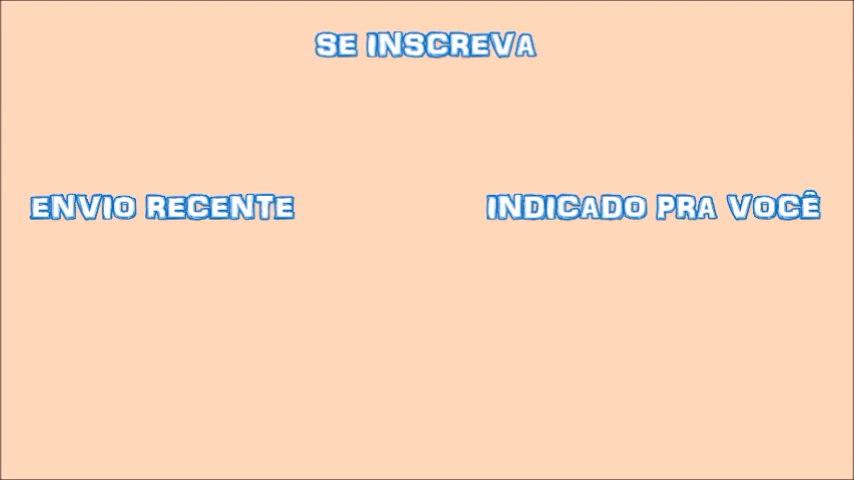 SE INSCREVA
ENVIO RECENTE
INDICADO PRA VOCÊ